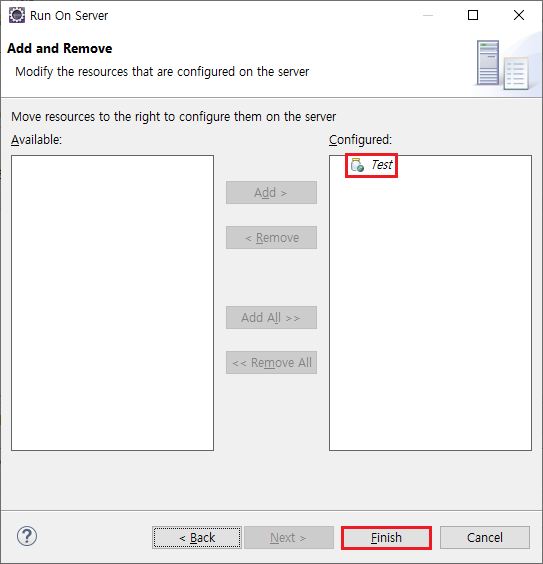 Run On Server
Add and Remove
Modify the resources that are configured on the server
Move resources to the right to configure them on the server
Available:
Configured:
Test
Add >
< Remove
Add All >>
<< Remove All
?
< Back
Next >
Finish
Cancel